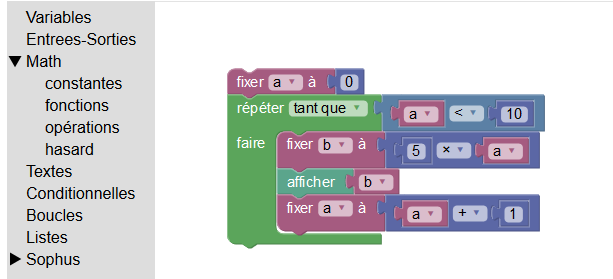 Variables
Entrees-Sorties
Math
constantes
fonctions
opérations
hasard
Textes
Conditionnelles
Boucles
Listes
Sophus
fixer a à 0
répéter tant que a < 10
faire fixer b à 5 × a
afficher b
fixer a à a + 1